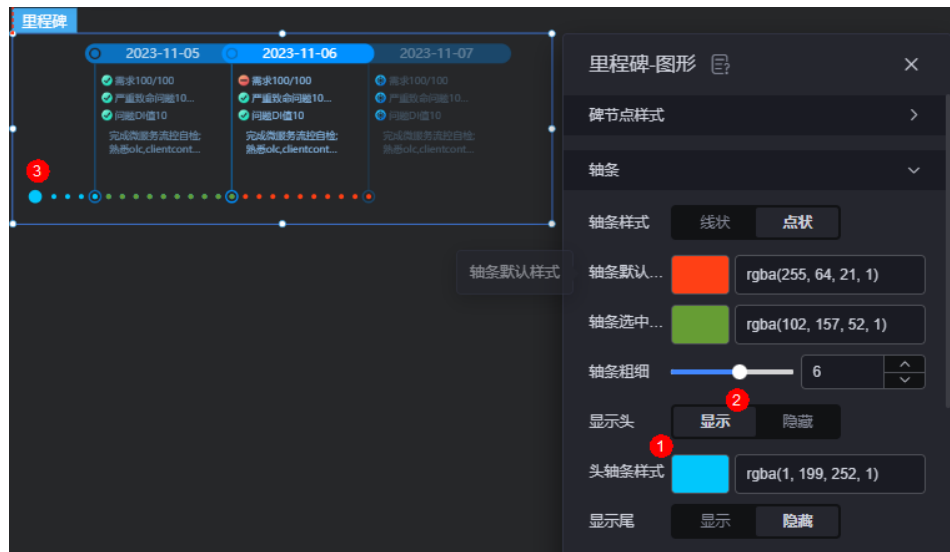 里程碑
2023-11-05
2023-11-06
2023-11-07
需求100/100
需求100/100
需求100/100
严重致命问题10...
严重致命问题10...
严重致命问题10...
问题DI值10
问题DI值10
问题DI值10
完成微服务流控自检;
完成微服务流控自检;
完成微服务流控自检;
熟悉olc,clientcont...
熟悉olc,clientcont...
熟悉olc,clientcont...
3
轴条默认样式
里程碑-图形
碑节点样式
轴条
轴条样式
线状
点状
轴条默认...
rgba(255, 64, 21, 1)
轴条选中...
rgba(102, 157, 52, 1)
轴条粗细
6
2
显示头
显示
隐藏
1
头轴条样式
rgba(1, 199, 252, 1)
显示尾
显示
隐藏